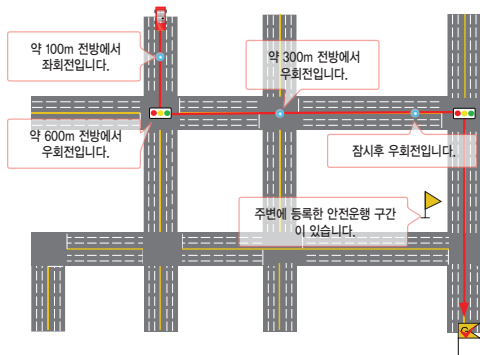 약 100m 전방에서
좌회전입니다.
약 300m 전방에서
우회전입니다.
약 600m 전방에서
우회전입니다.
잠시후 우회전입니다.
주변에 등록한 안전운행 구간
이 있습니다.
G